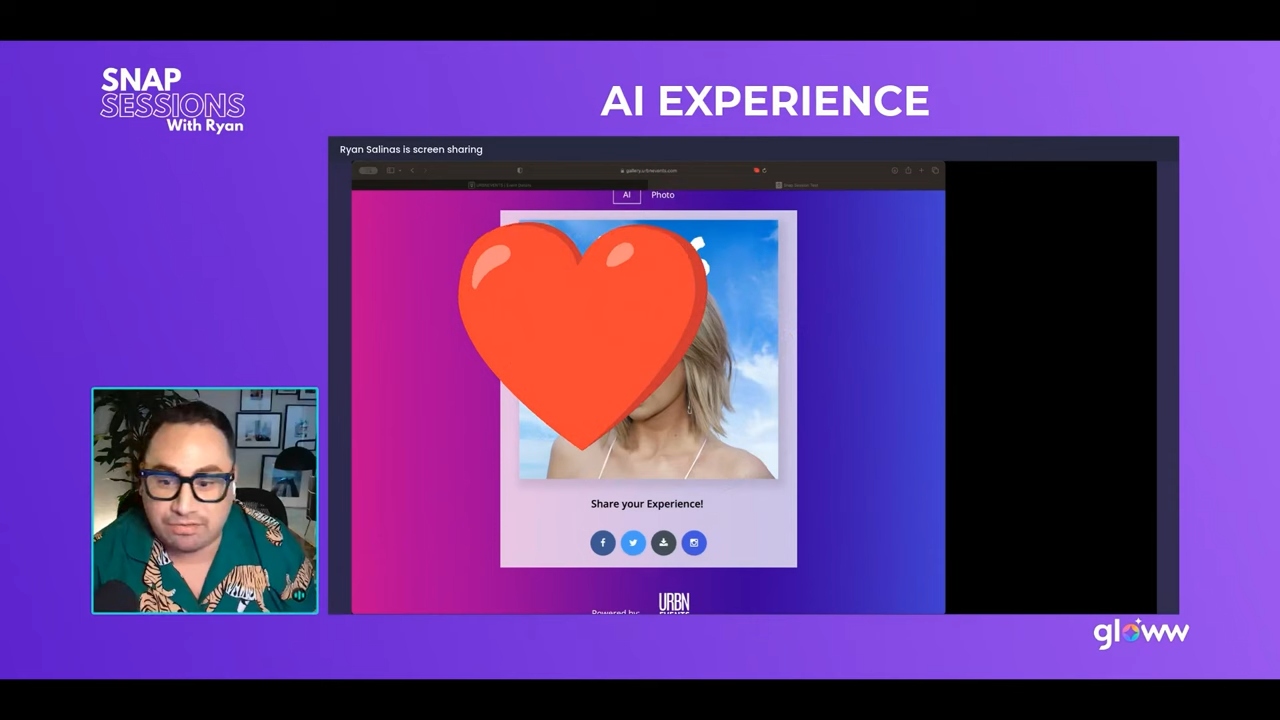 SNAP
SESSIONS
With Ryan
AI EXPERIENCE
Ryan Salinas is screen sharing
AI
Photo
Share your Experience!
Powered by:
URBN
EVENTS
gloww